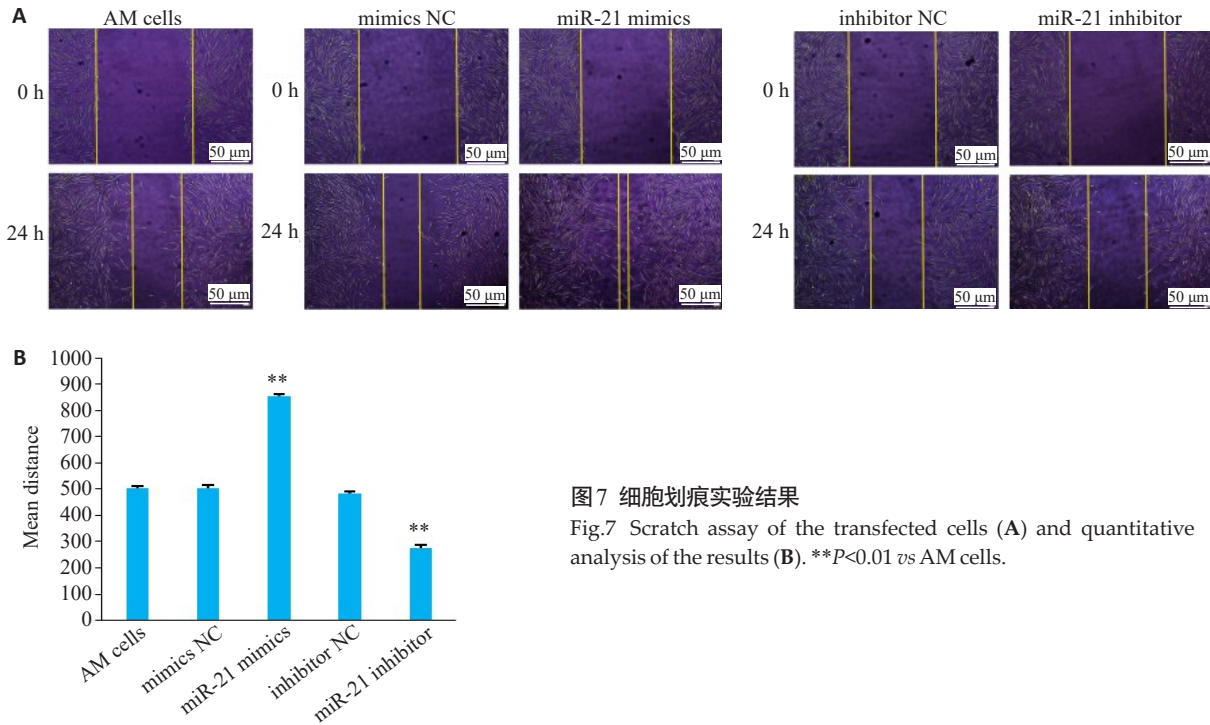 A
AM cells
mimics NC
miR-21 mimics
inhibitor NC
miR-21 inhibitor
0 h
0 h
0 h
50 μm
50 μm
50 μm
50 μm
50 μm
24 h
24 h
24 h
50 μm
50 μm
50 μm
50 μm
50 μm
B
Mean distance
1000
900
800
700
600
500
400
300
200
100
0
**
**
AM cells
mimics NC
miR-21 mimics
inhibitor NC
miR-21 inhibitor
图7 细胞划痕实验结果
Fig.7 Scratch assay of the transfected cells (A) and quantitative
analysis of the results (B). **P<0.01 vs AM cells.